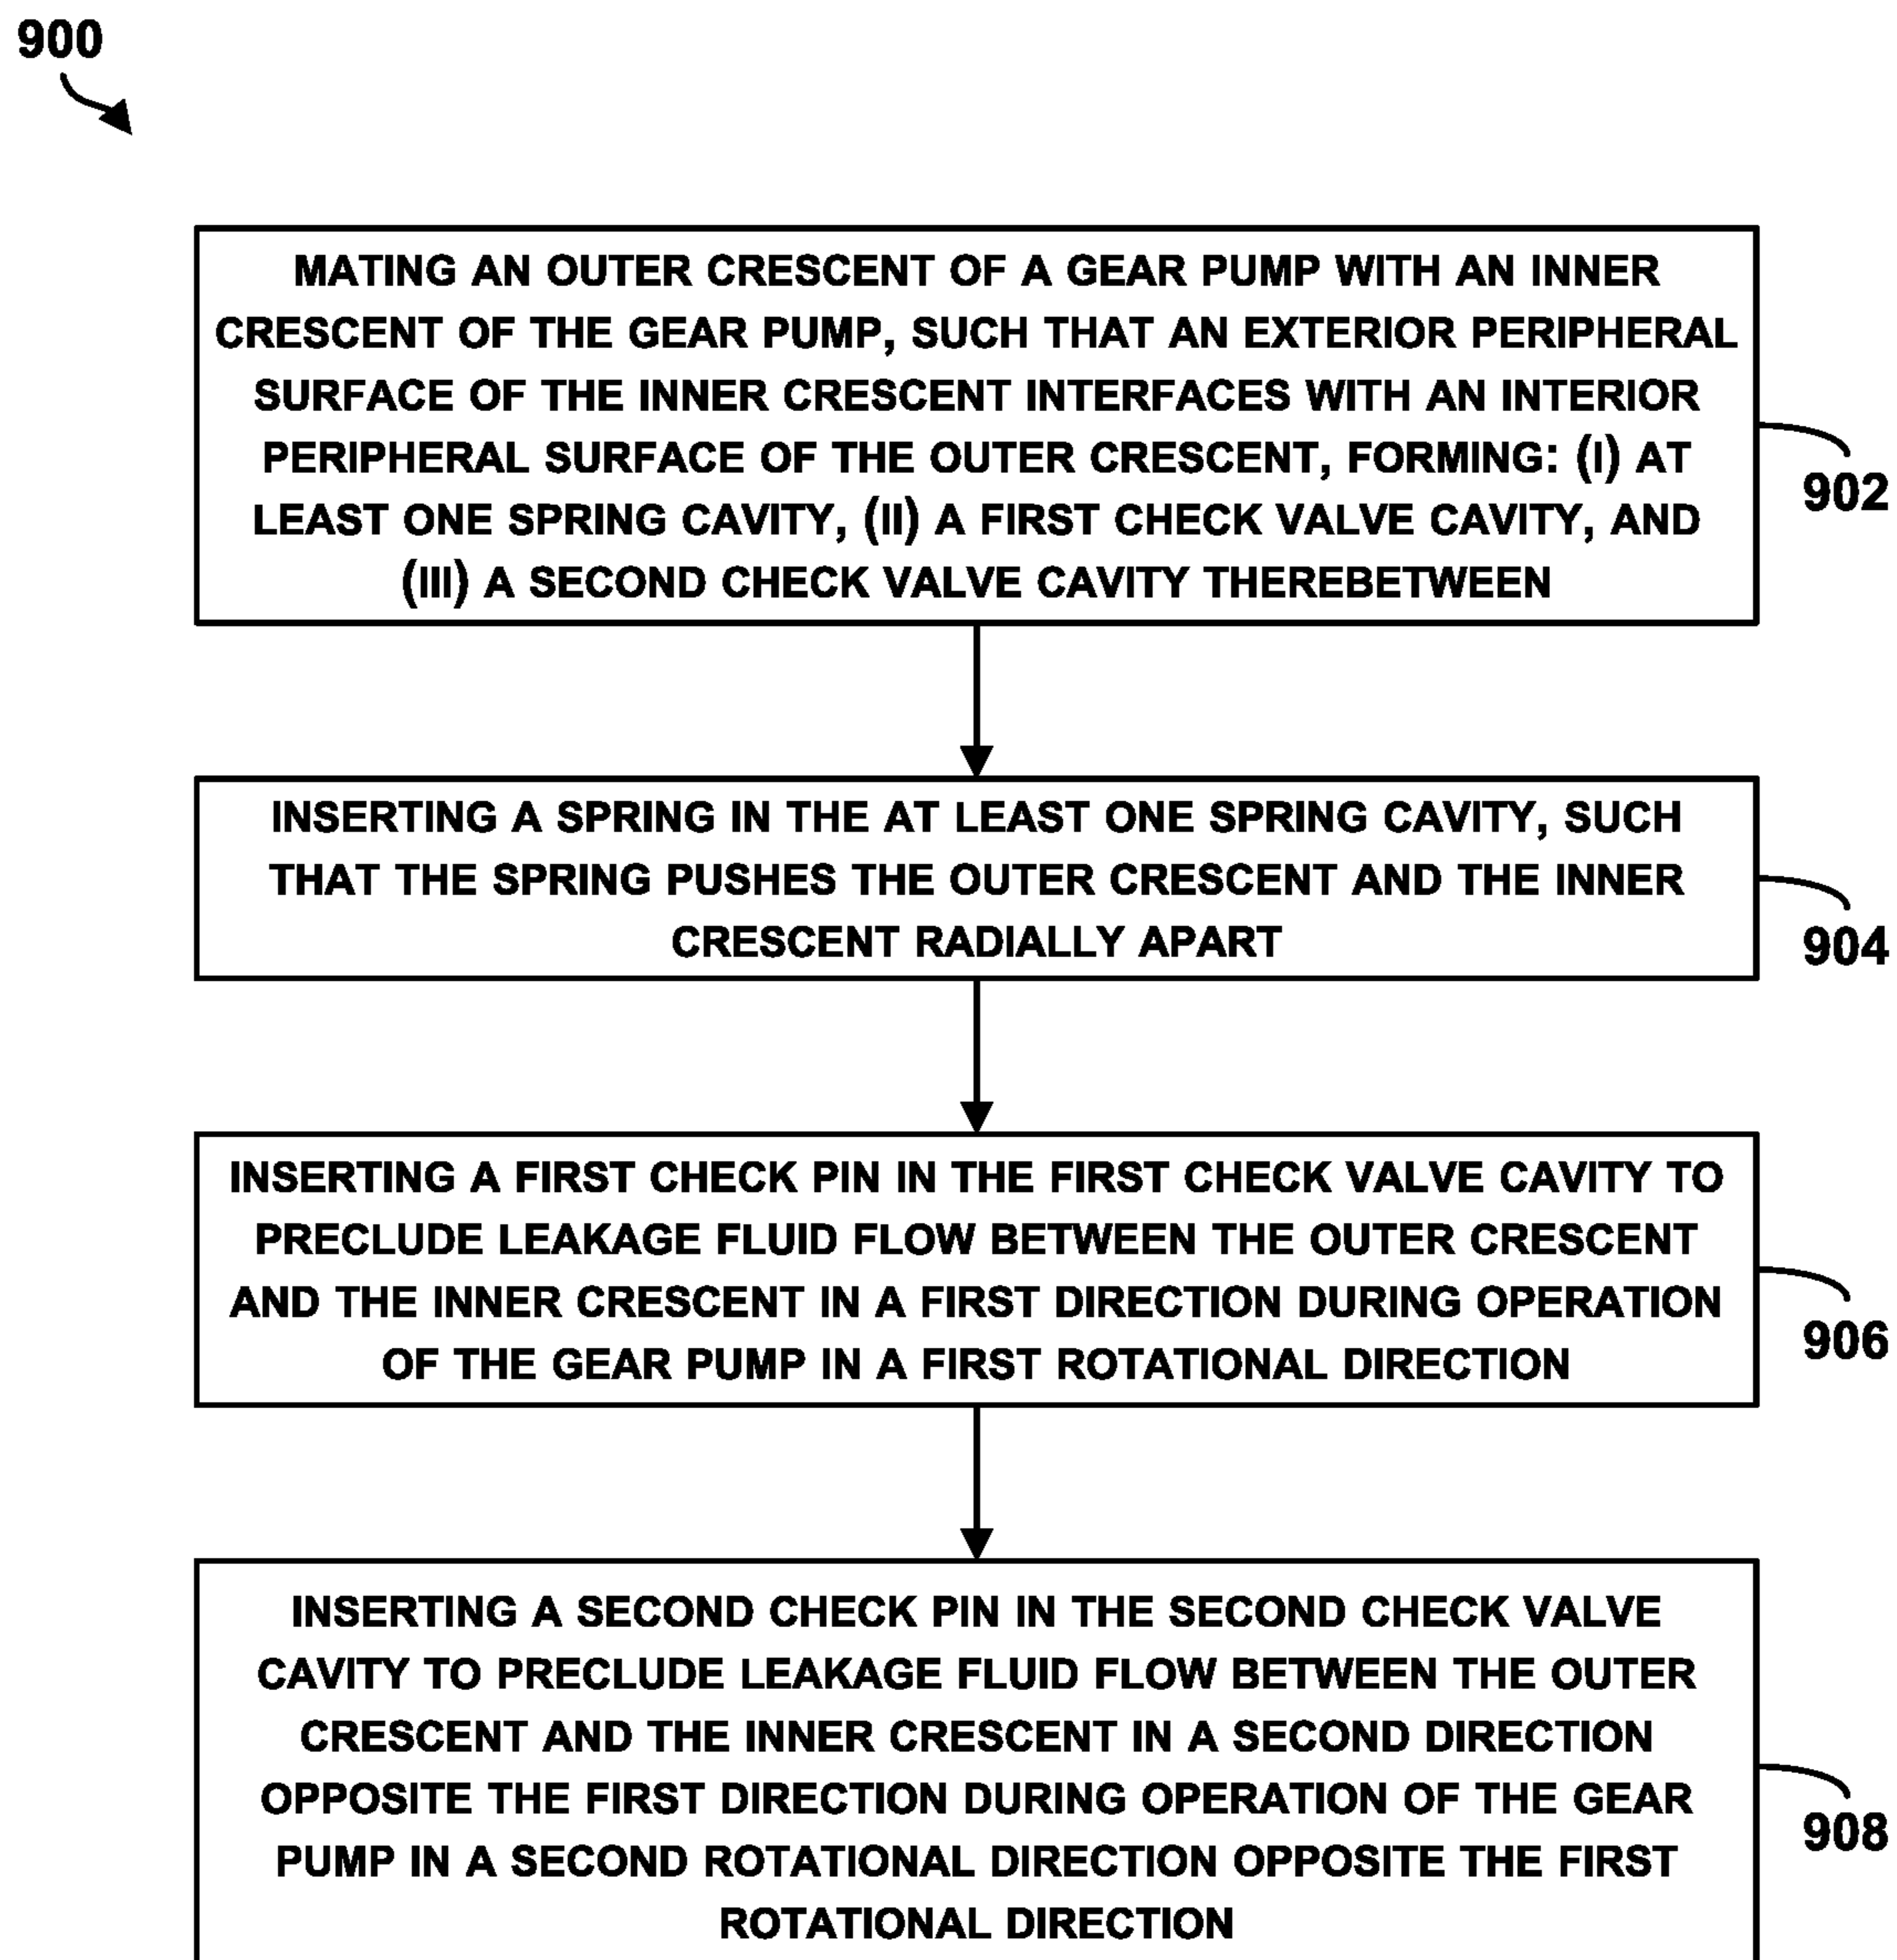 900
MATING AN OUTER CRESCENT OF A GEAR PUMP WITH AN INNER
CRESCENT OF THE GEAR PUMP, SUCH THAT AN EXTERIOR PERIPHERAL
SURFACE OF THE INNER CRESCENT INTERFACES WITH AN INTERIOR
PERIPHERAL SURFACE OF THE OUTER CRESCENT, FORMING: (I) AT
LEAST ONE SPRING CAVITY, (II) A FIRST CHECK VALVE CAVITY, AND
(III) A SECOND CHECK VALVE CAVITY THEREBETWEEN
902
INSERTING A SPRING IN THE AT LEAST ONE SPRING CAVITY, SUCH
THAT THE SPRING PUSHES THE OUTER CRESCENT AND THE INNER
CRESCENT RADIALLY APART
904
INSERTING A FIRST CHECK PIN IN THE FIRST CHECK VALVE CAVITY TO
PRECLUDE LEAKAGE FLUID FLOW BETWEEN THE OUTER CRESCENT
AND THE INNER CRESCENT IN A FIRST DIRECTION DURING OPERATION
OF THE GEAR PUMP IN A FIRST ROTATIONAL DIRECTION
906
INSERTING A SECOND CHECK PIN IN THE SECOND CHECK VALVE
CAVITY TO PRECLUDE LEAKAGE FLUID FLOW BETWEEN THE OUTER
CRESCENT AND THE INNER CRESCENT IN A SECOND DIRECTION
OPPOSITE THE FIRST DIRECTION DURING OPERATION OF THE GEAR
PUMP IN A SECOND ROTATIONAL DIRECTION OPPOSITE THE FIRST
ROTATIONAL DIRECTION
908